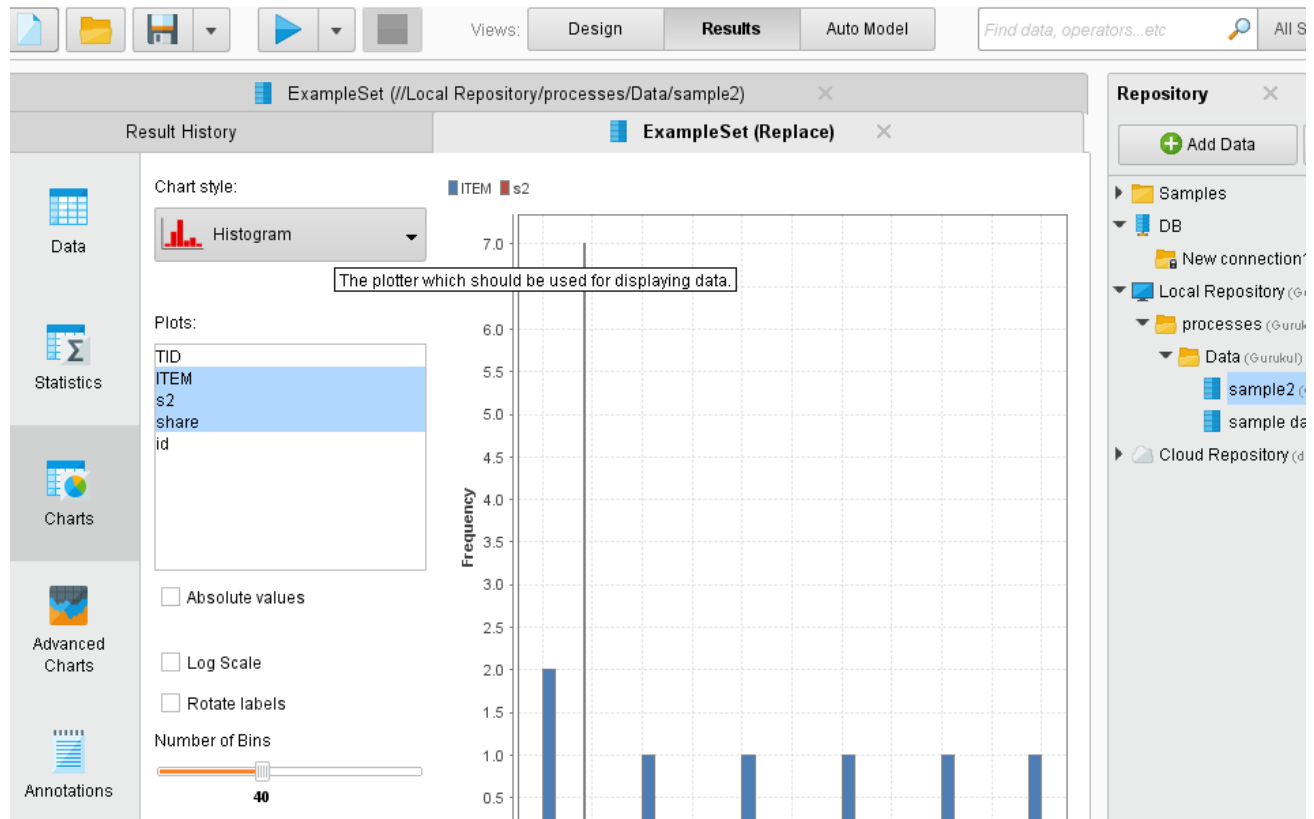 Views: Design Results Auto Model Find data, operators...etc All S
ExampleSet (//Local Repository/processes/Data/sample2)
Result History ExampleSet (Replace)
Data
Statistics
Charts
Advanced
Charts
Annotations
Chart style:
Histogram
The plotter which should be used for displaying data.
Plots:
TID
ITEM
s2
share
id
Absolute values
Log Scale
Rotate labels
Number of Bins
40
ITEM s2
Frequency
7.0
6.0
5.5
5.0
4.5
4.0
3.5
3.0
2.5
2.0
1.5
1.0
0.5
Repository
Add Data
Samples
DB
New connection
Local Repository (G
processes (Guruk
Data (Gurukul)
sample2 (
sample da
Cloud Repository (d